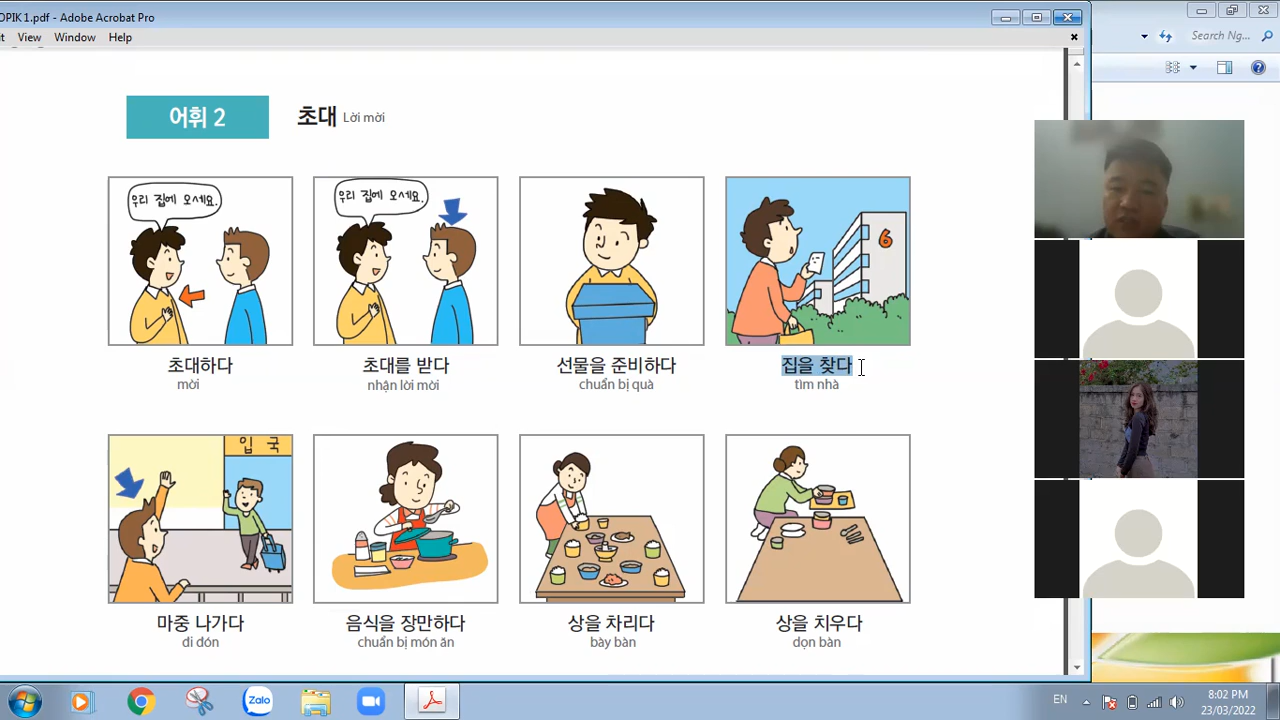 OPIK 1.pdf - Adobe Acrobat Pro
Search Ng...
View Window Help
어휘 2
초대 Lời mời
우리 집에 오세요.
우리 집에 오세요.
6
초대하다
초대를 받다
선물을 준비하다
집을 찾다
mời
nhận lời mời
chuẩn bị quà
tìm nhà
입국
마중 나가다
음식을 장만하다
상을 차리다
상을 치우다
đi đón
chuẩn bị món ăn
bày bàn
dọn bàn
Zalo
EN
8:02 PM
23/03/2022